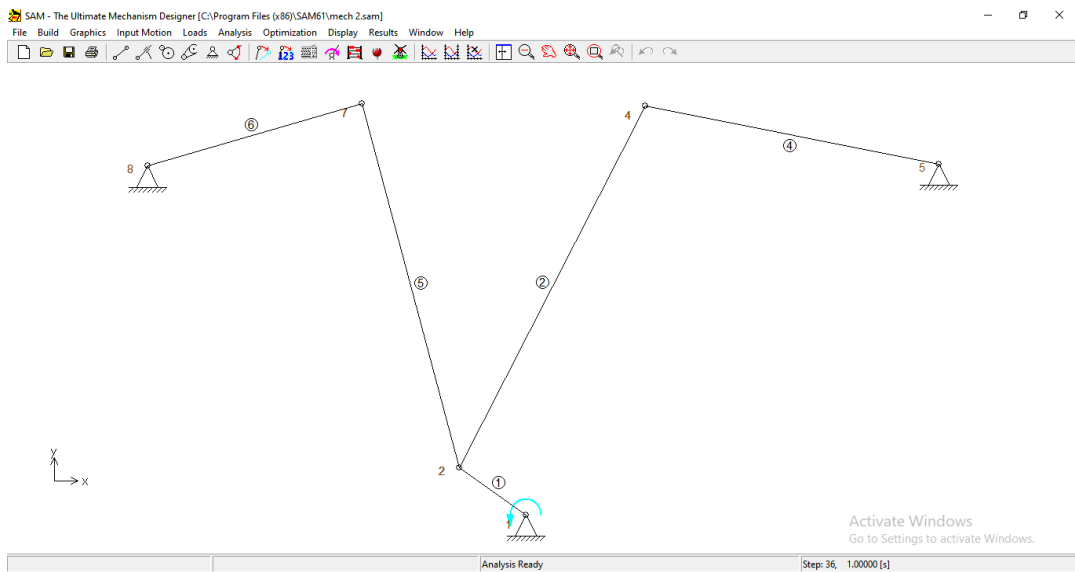 SAM - The Ultimate Mechanism Designer [C:\Program Files (x86)\SAM61\mech 2.sam]
File Build Graphics Input Motion Loads Analysis Optimization Display Results Window Help
123
7
6
4
8
4
5
5
2
2
1
1
y
x
Activate Windows
Go to Settings to activate Windows.
Analysis Ready
Step: 36, 1.00000 [s]